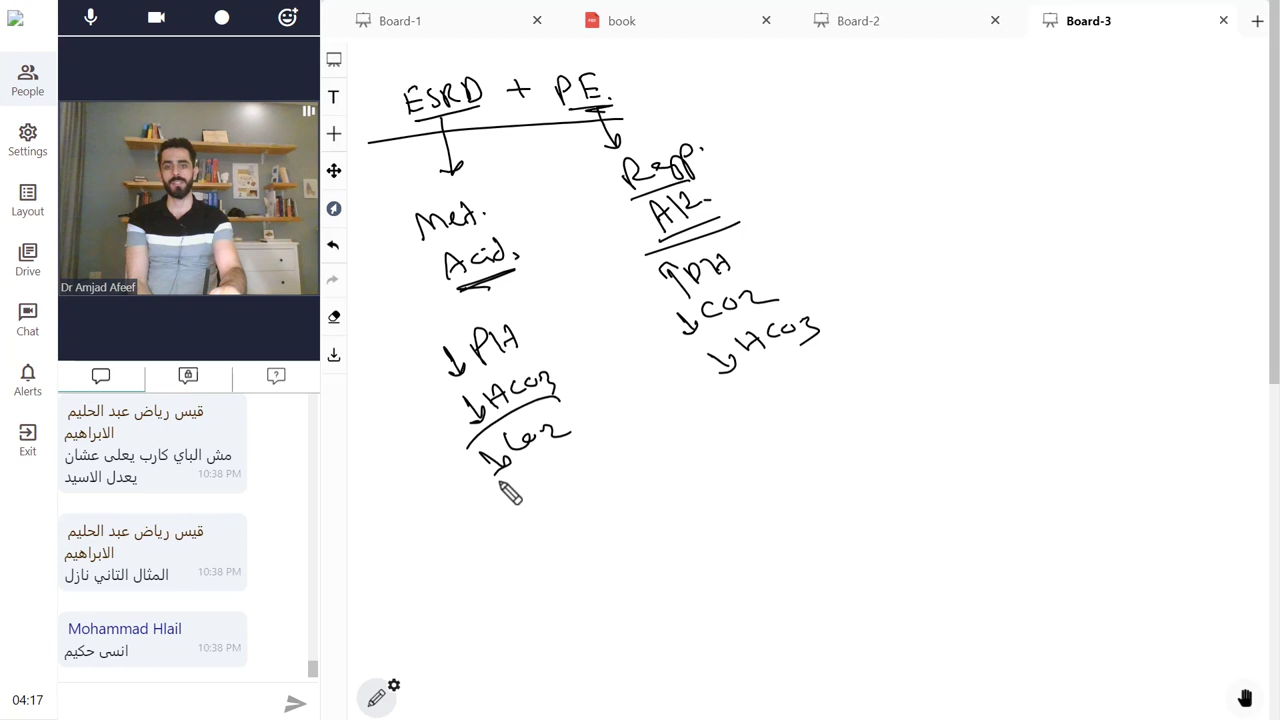 Board-1
book
Board-2
Board-3
People
Settings
Layout
Drive
Chat
Alerts
Exit
04:17
Dr Amjad Afeef
قيس رياض عبد الحليم
الابراهيم
مش الباي كارب يعلى عشان
يعدل الاسيد
10:38 PM
قيس رياض عبد الحليم
الابراهيم
المثال التاني نازل
10:38 PM
Mohammad Hlail
انسى حكيم
10:38 PM
T
ESRD + PE.
Met.
Acid.
↓ PH
↓ HCO3
↓ CO2
Resp.
Alk.
↑ PH
↓ CO2
↓ HCO3